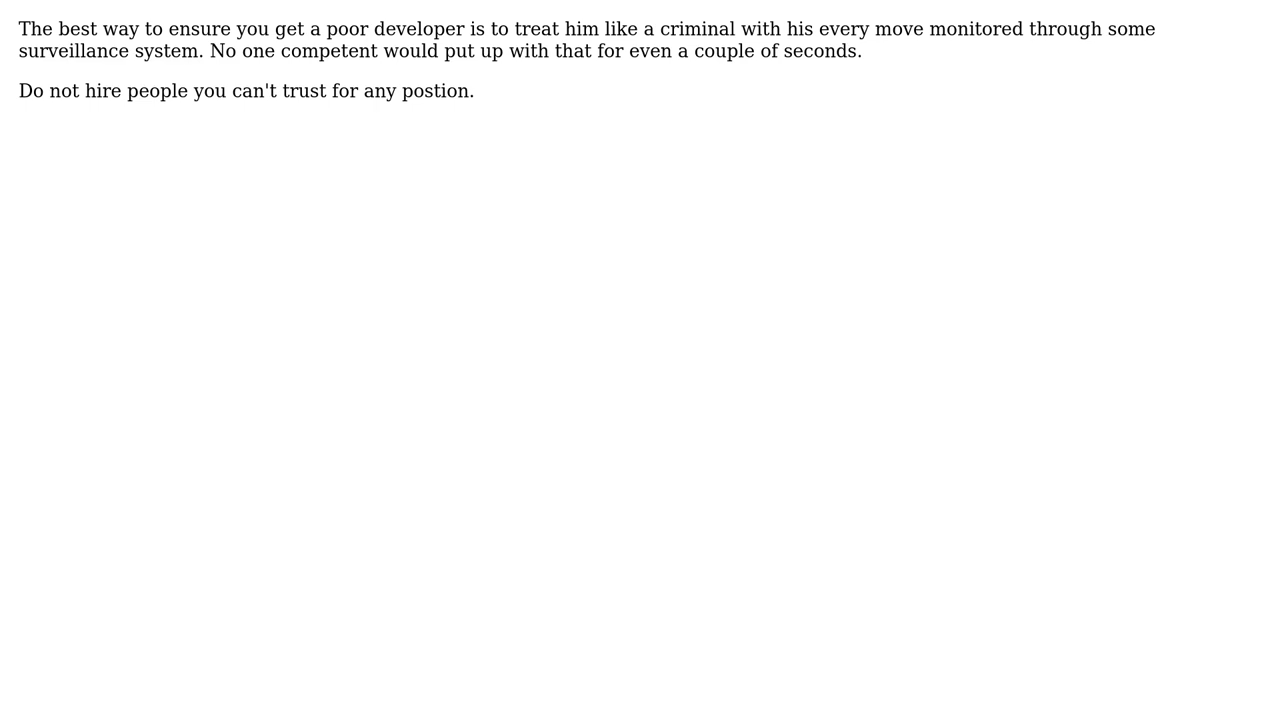 The best way to ensure you get a poor developer is to treat him like a criminal with his every move monitored through some
surveillance system. No one competent would put up with that for even a couple of seconds.
Do not hire people you can't trust for any postion.